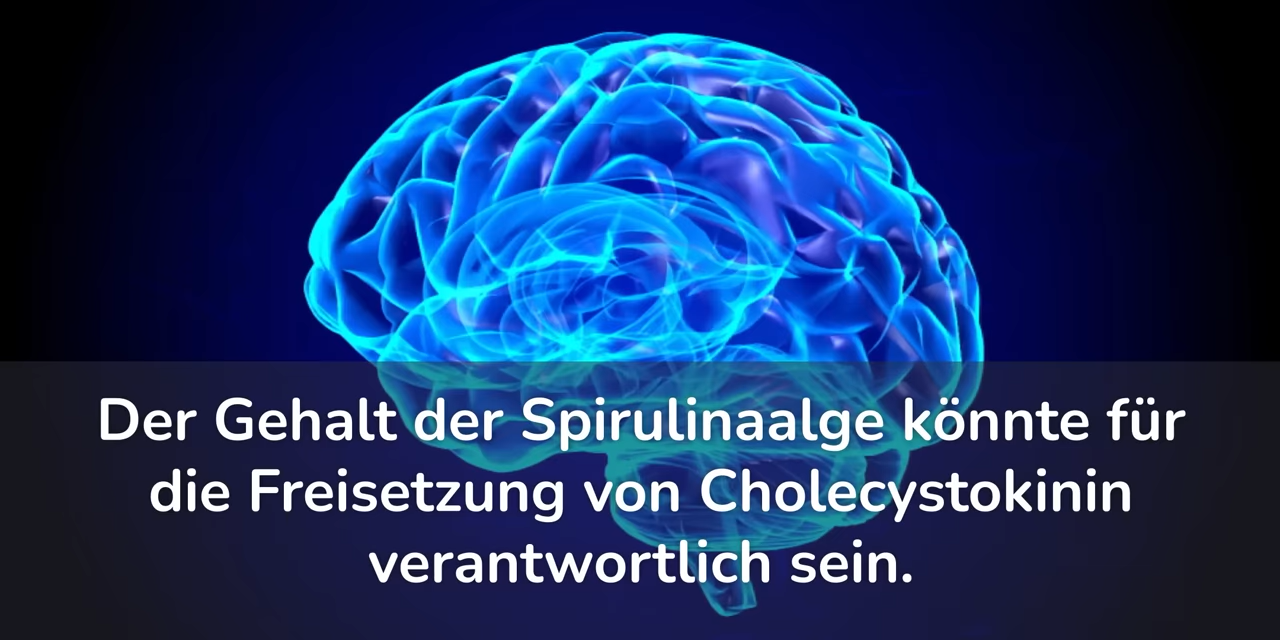 Der Gehalt der Spirulinaalge könnte für
die Freisetzung von Cholecystokinin
verantwortlich sein.